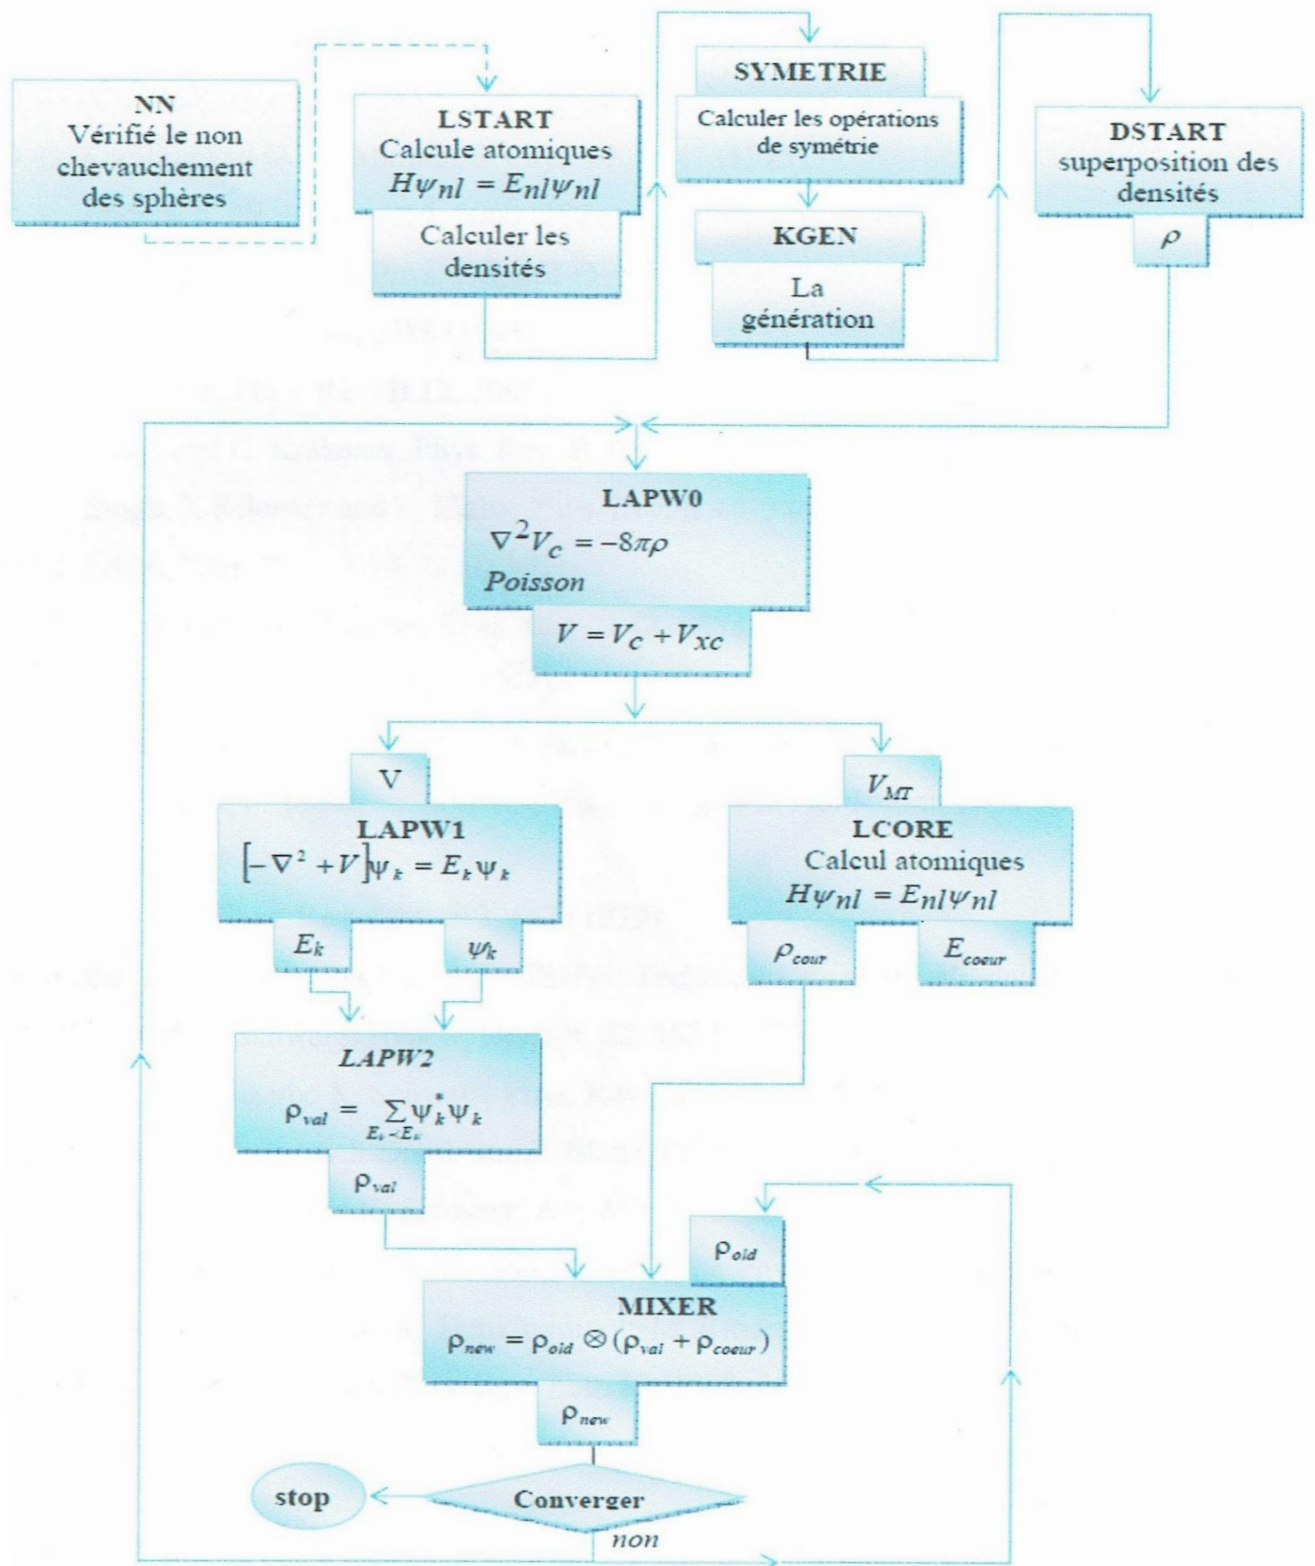 NN
Vérifié le non
chevauchement
des sphères
LSTART
Calcule atomiques
Hψnl = Enlψnl
Calculer les
densités
SYMETRIE
Calculer les opérations
de symétrie
KGEN
La
génération
DSTART
superposition des
densités
ρ
LAPW0
∇²Vc = −8πρ
Poisson
V = Vc + Vxc
V
LAPW1
[−∇² + V]ψk = Ekψk
Ek
ψk
VMT
LCORE
Calcul atomiques
Hψnl = Enlψnl
ρcour
Ecoeur
LAPW2
ρval = Σψk*ψk
ρval
ρold
MIXER
ρnew = ρold ⊗ (ρval + ρcoeur)
ρnew
Converger
stop
non